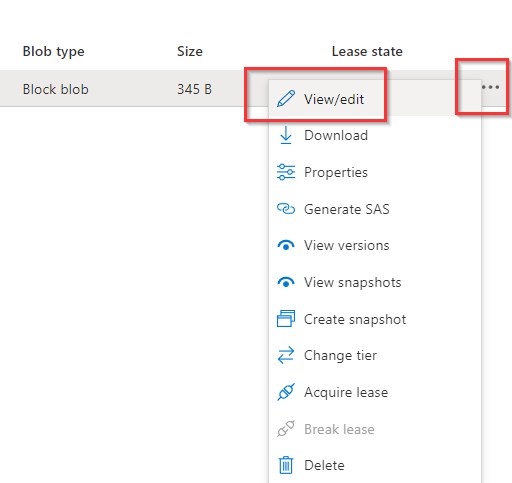 Blob type Size Lease state
Block blob 345 B •••
View/edit
Download
Properties
Generate SAS
View versions
View snapshots
Create snapshot
Change tier
Acquire lease
Break lease
Delete